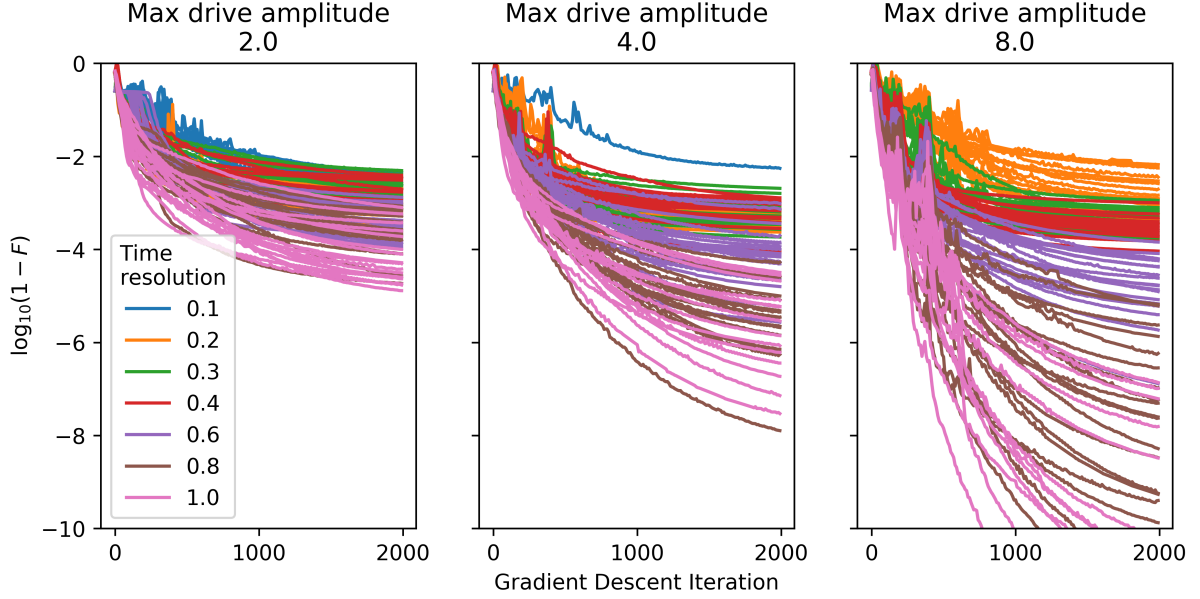 Max drive amplitude
2.0
Max drive amplitude
4.0
Max drive amplitude
8.0
0
−2
−4
−6
−8
−10
log₁₀(1 − F)
Time
resolution
0.1
0.2
0.3
0.4
0.6
0.8
1.0
0 1000 2000
0 1000 2000
0 1000 2000
Gradient Descent Iteration